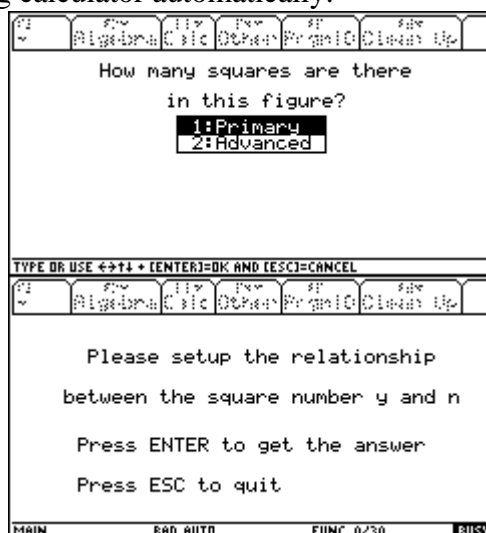 g calculator automatically.
F1 F2 F3 F4 F5 F6
Algebra Calc Other PrgmIO Clean Up
How many squares are there
in this figure?
1:Primary
2:Advanced
TYPE OR USE ←→↑↓ + [ENTER]=OK AND [ESC]=CANCEL
F1 F2 F3 F4 F5 F6
Algebra Calc Other PrgmIO Clean Up
Please setup the relationship
between the square number y and n
Press ENTER to get the answer
Press ESC to quit
MAIN RAD AUTO FUNC 0/30 BUSY